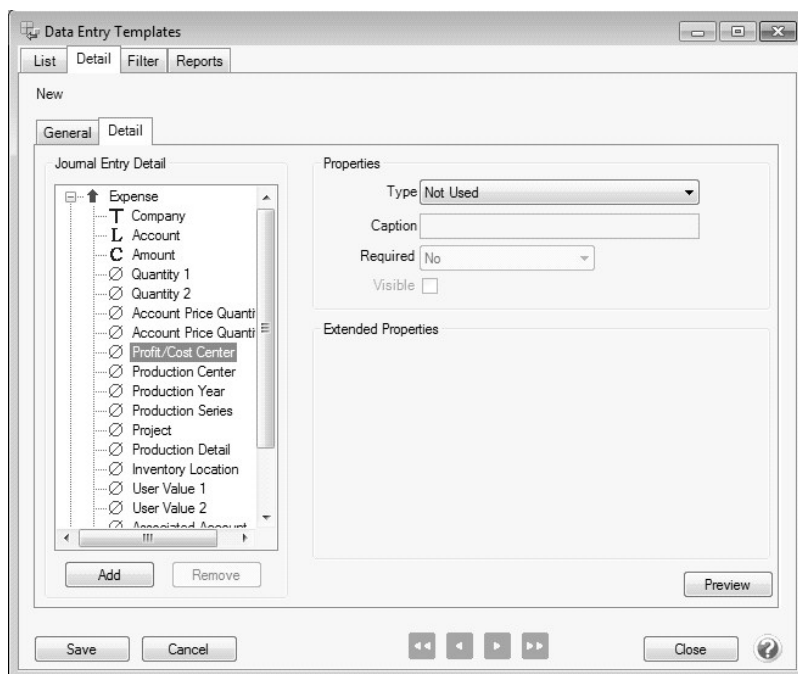 Data Entry Templates
List Detail Filter Reports
New
General Detail
Journal Entry Detail
Expense
T Company
L Account
C Amount
Quantity 1
Quantity 2
Account Price Quanti
Account Price Quanti
Profit/Cost Center
Production Center
Production Year
Production Series
Project
Production Detail
Inventory Location
User Value 1
User Value 2
Associated Account
Add Remove
Properties
Type Not Used
Caption
Required No
Visible
Extended Properties
Preview
Save Cancel Close ?